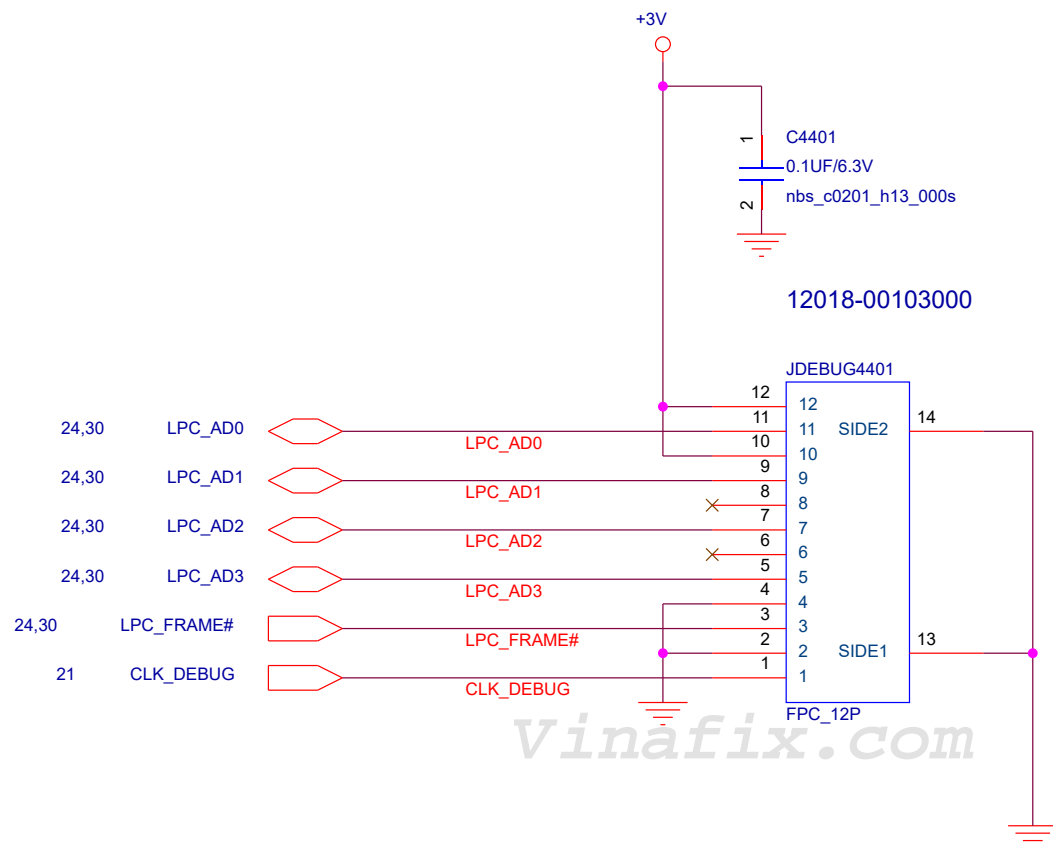 +3V
1
C4401
0.1UF/6.3V
2
nbs_c0201_h13_000s
12018-00103000
JDEBUG4401
12 12
24,30 LPC_AD0 LPC_AD0 11 11 SIDE2 14
10 10
24,30 LPC_AD1 LPC_AD1 9 9
8 8
24,30 LPC_AD2 LPC_AD2 7 7
6 6
24,30 LPC_AD3 LPC_AD3 5 5
4 4
24,30 LPC_FRAME# LPC_FRAME# 3 3
2 2 SIDE1 13
21 CLK_DEBUG CLK_DEBUG 1 1
FPC_12P
Vinafix.com